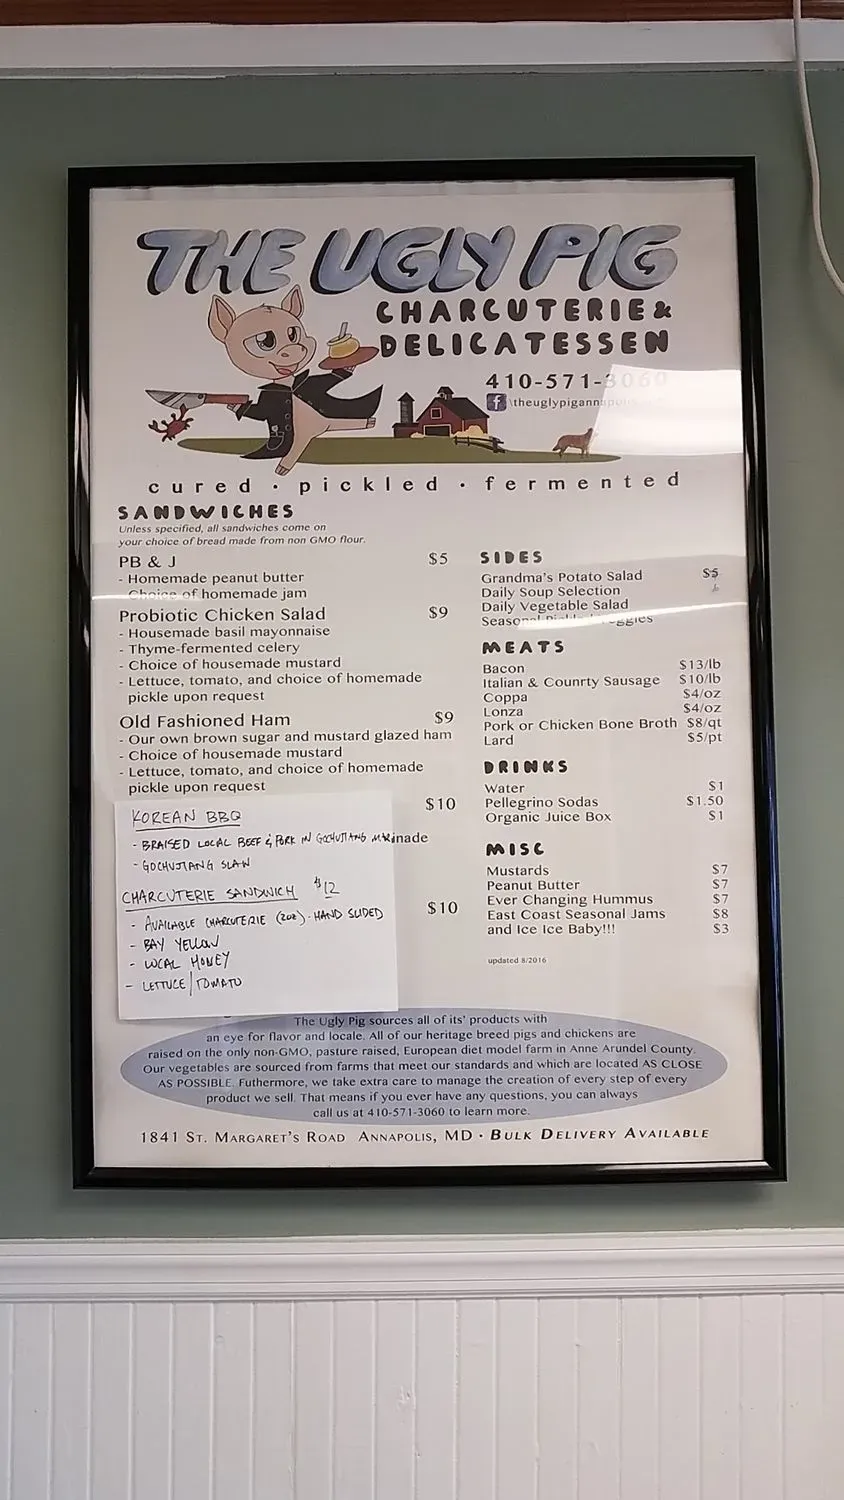 THE UGLY PIG
CHARCUTERIE &
DELICATESSEN
410-571-3060
\theuglypigannapolis
cured · pickled · fermented
SANDWICHES
Unless specified, all sandwiches come on
your choice of bread made from non GMO flour.
PB & J $5
- Homemade peanut butter
- Choice of homemade jam
Probiotic Chicken Salad $9
- Housemade basil mayonnaise
- Thyme-fermented celery
- Choice of housemade mustard
- Lettuce, tomato, and choice of homemade
pickle upon request
Old Fashioned Ham $9
- Our own brown sugar and mustard glazed ham
- Choice of housemade mustard
- Lettuce, tomato, and choice of homemade
pickle upon request
$10
KOREAN BBQ
- BRAISED LOCAL BEEF & PORK IN GOCHUJIANG MARinade
- GOCHUJIANG SLAW
CHARCUTERIE SANDWICH $12
- AVAILABLE CHARCUTERIE (2oz) - HAND SLICED
$10
- BAY YELLOW
- LOCAL HONEY
- LETTUCE/TOMATO
SIDES
Grandma's Potato Salad $5
Daily Soup Selection
Daily Vegetable Salad
Seasonal
MEATS
Bacon $13/lb
Italian & Counrty Sausage $10/lb
Coppa $4/oz
Lonza $4/oz
Pork or Chicken Bone Broth $8/qt
Lard $5/pt
DRINKS
Water $1
Pellegrino Sodas $1.50
Organic Juice Box $1
MISC
Mustards $7
Peanut Butter $7
Ever Changing Hummus $7
East Coast Seasonal Jams $8
and Ice Ice Baby!!! $3
updated 8/2016
The Ugly Pig sources all of its' products with
an eye for flavor and locale. All of our heritage breed pigs and chickens are
raised on the only non-GMO, pasture raised, European diet model farm in Anne Arundel County.
Our vegetables are sourced from farms that meet our standards and which are located AS CLOSE
AS POSSIBLE. Futhermore, we take extra care to manage the creation of every step of every
product we sell. That means if you ever have any questions, you can always
call us at 410-571-3060 to learn more.
1841 St. Margaret's Road Annapolis, MD · Bulk Delivery Available